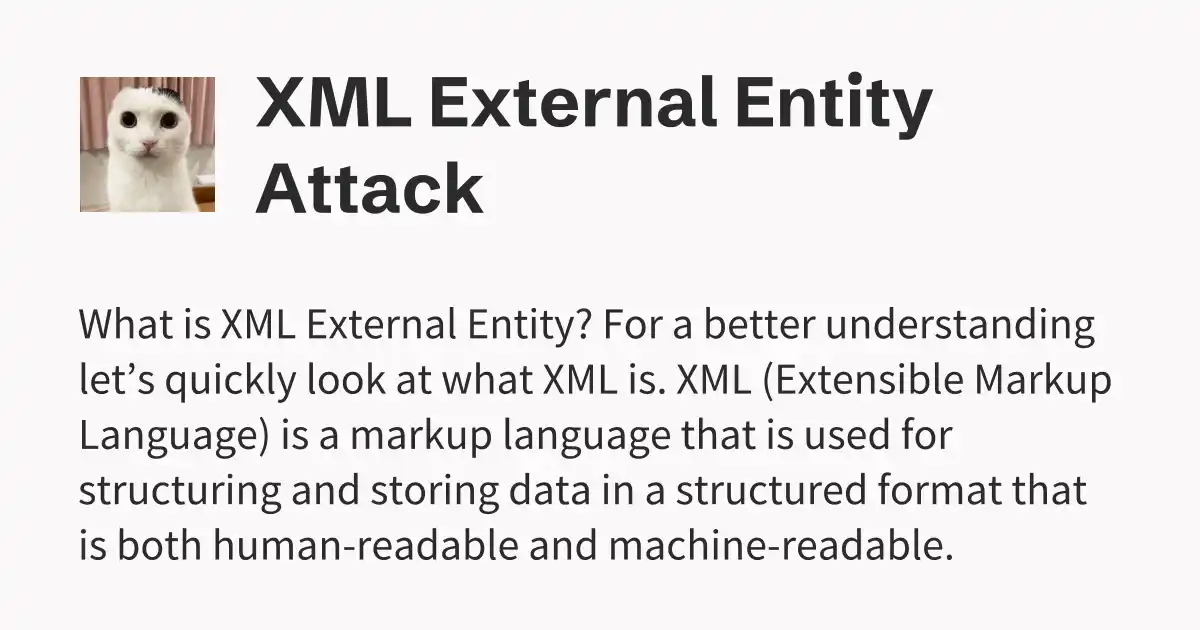 XML External Entity
Attack
What is XML External Entity? For a better understanding
let’s quickly look at what XML is. XML (Extensible Markup
Language) is a markup language that is used for
structuring and storing data in a structured format that
is both human-readable and machine-readable.